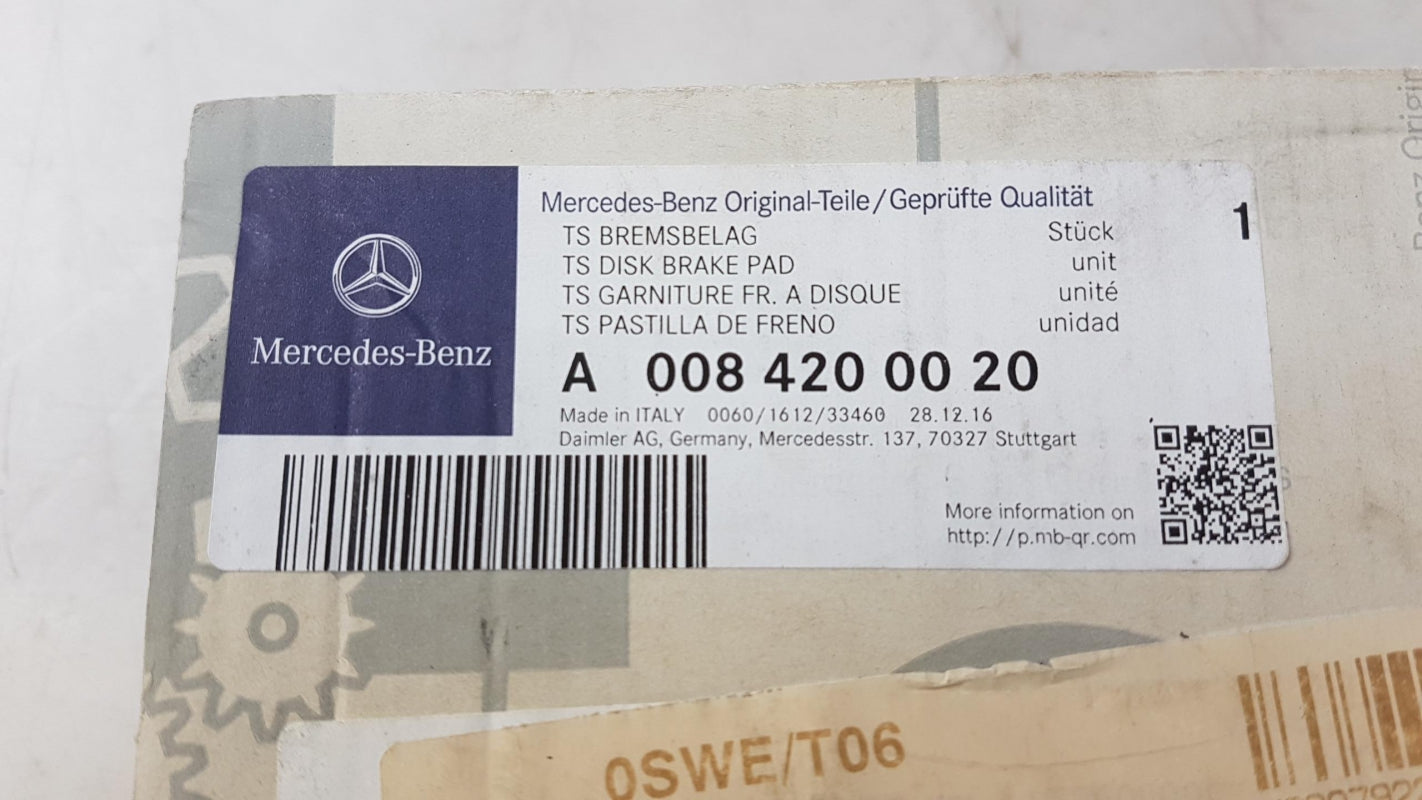 Mercedes-Benz
Mercedes-Benz Original-Teile/Geprüfte Qualität
TS BREMSBELAG Stück 1
TS DISK BRAKE PAD unit
TS GARNITURE FR. A DISQUE unité
TS PASTILLA DE FRENO unidad
A 008 420 00 20
Made in ITALY 0060/1612/33460 28.12.16
Daimler AG, Germany, Mercedesstr. 137, 70327 Stuttgart
More information on
http://p.mb-qr.com
0SWE/T06